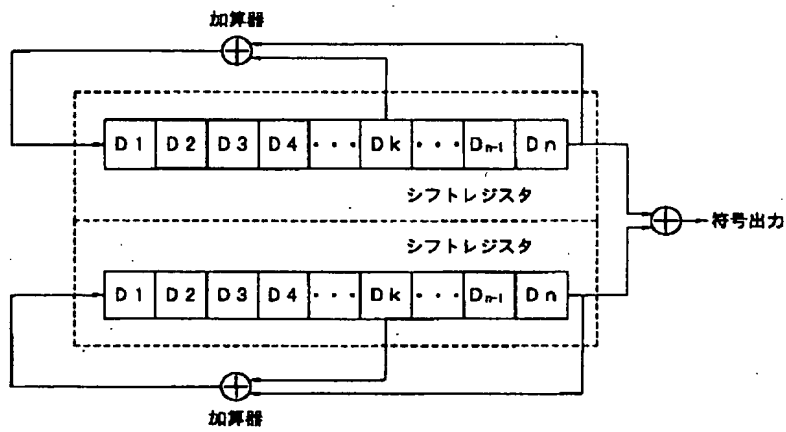 加算器
D1 D2 D3 D4 ··· Dk ··· Dn-1 Dn
シフトレジスタ
符号出力
シフトレジスタ
D1 D2 D3 D4 ··· Dk ··· Dn-1 Dn
加算器